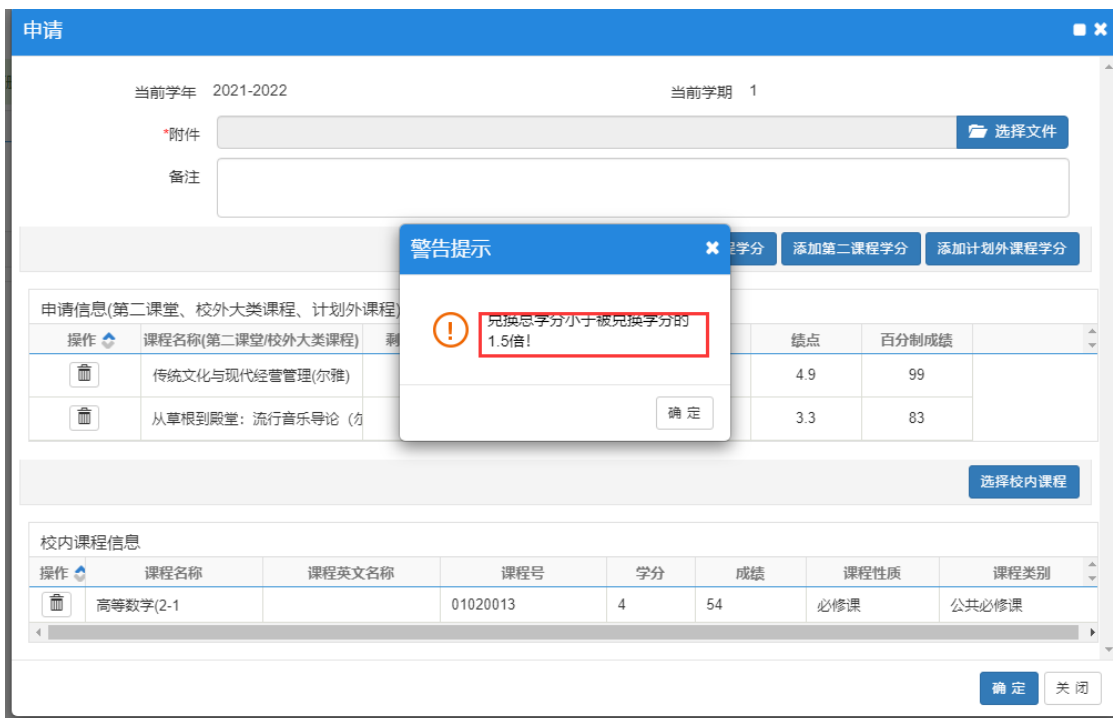 申请
当前学年 2021-2022 当前学期 1
*附件 选择文件
备注
程学分 添加第二课程学分 添加计划外课程学分
警告提示
兑换总学分小于被兑换学分的
1.5倍!
确 定
申请信息(第二课堂、校外大类课程、计划外课程)
操作 课程名称(第二课堂/校外大类课程) 剩 绩点 百分制成绩
传统文化与现代经营管理(尔雅) 4.9 99
从草根到殿堂：流行音乐导论（尔 3.3 83
选择校内课程
校内课程信息
操作 课程名称 课程英文名称 课程号 学分 成绩 课程性质 课程类别
高等数学(2-1 01020013 4 54 必修课 公共必修课
确 定 关 闭